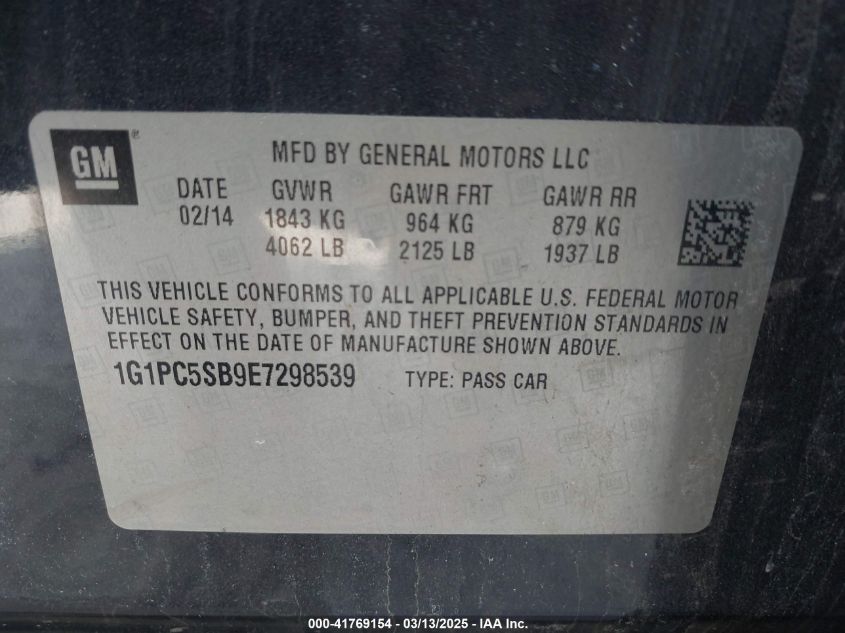 GM®
MFD BY GENERAL MOTORS LLC
DATE GVWR GAWR FRT GAWR RR
02/14 1843 KG 964 KG 879 KG
4062 LB 2125 LB 1937 LB
THIS VEHICLE CONFORMS TO ALL APPLICABLE U.S. FEDERAL MOTOR
VEHICLE SAFETY, BUMPER, AND THEFT PREVENTION STANDARDS IN
EFFECT ON THE DATE OF MANUFACTURE SHOWN ABOVE.
1G1PC5SB9E7298539 TYPE: PASS CAR
000-41769154 - 03/13/2025 - IAA Inc.